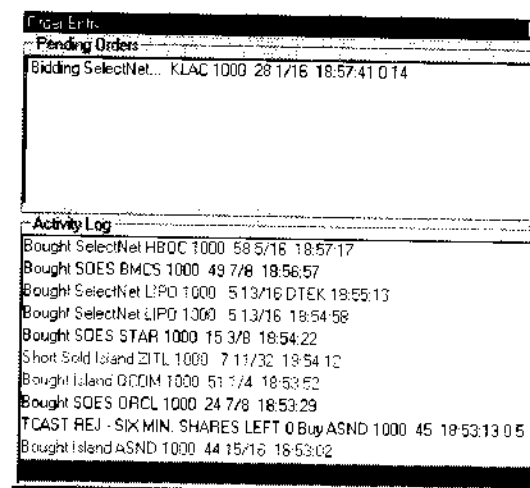 Order Entry
Pending Orders
Bidding SelectNet... KLAC 1000 28 1/16 18:57:41 0 14
Activity Log
Bought SelectNet HBOC 1000 58 5/16 18:57:17
Bought SOES BMCS 1000 49 7/8 18:56:57
Bought SelectNet LIPO 1000 5 13/16 DTEK 18:55:13
Bought SelectNet LIPO 1000 5 13/16 18:54:58
Bought SOES STAR 1000 15 3/8 18:54:22
Short Sold Island ZITL 1000 7 11/32 18:54:12
Bought Island 1000 51 1/4 18:53:52
Bought SOES ORCL 1000 24 7/8 18:53:29
TCAST REJ - SIX MIN. SHARES LEFT 0 Buy ASND 1000 45 18:53:13 0 5
Bought Island ASND 1000 44 15/16 18:53:02